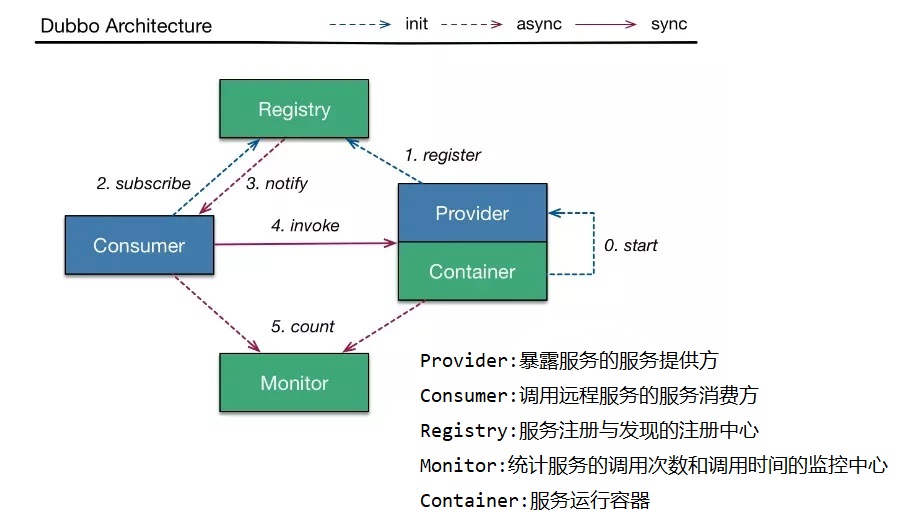 Dubbo Architecture
init
async
sync
Registry
1. register
2. subscribe
3. notify
Provider
4. invoke
Consumer
0. start
Container
5. count
Monitor
Provider:暴露服务的服务提供方
Consumer:调用远程服务的服务消费方
Registry:服务注册与发现的注册中心
Monitor:统计服务的调用次数和调用时间的监控中心
Container:服务运行容器